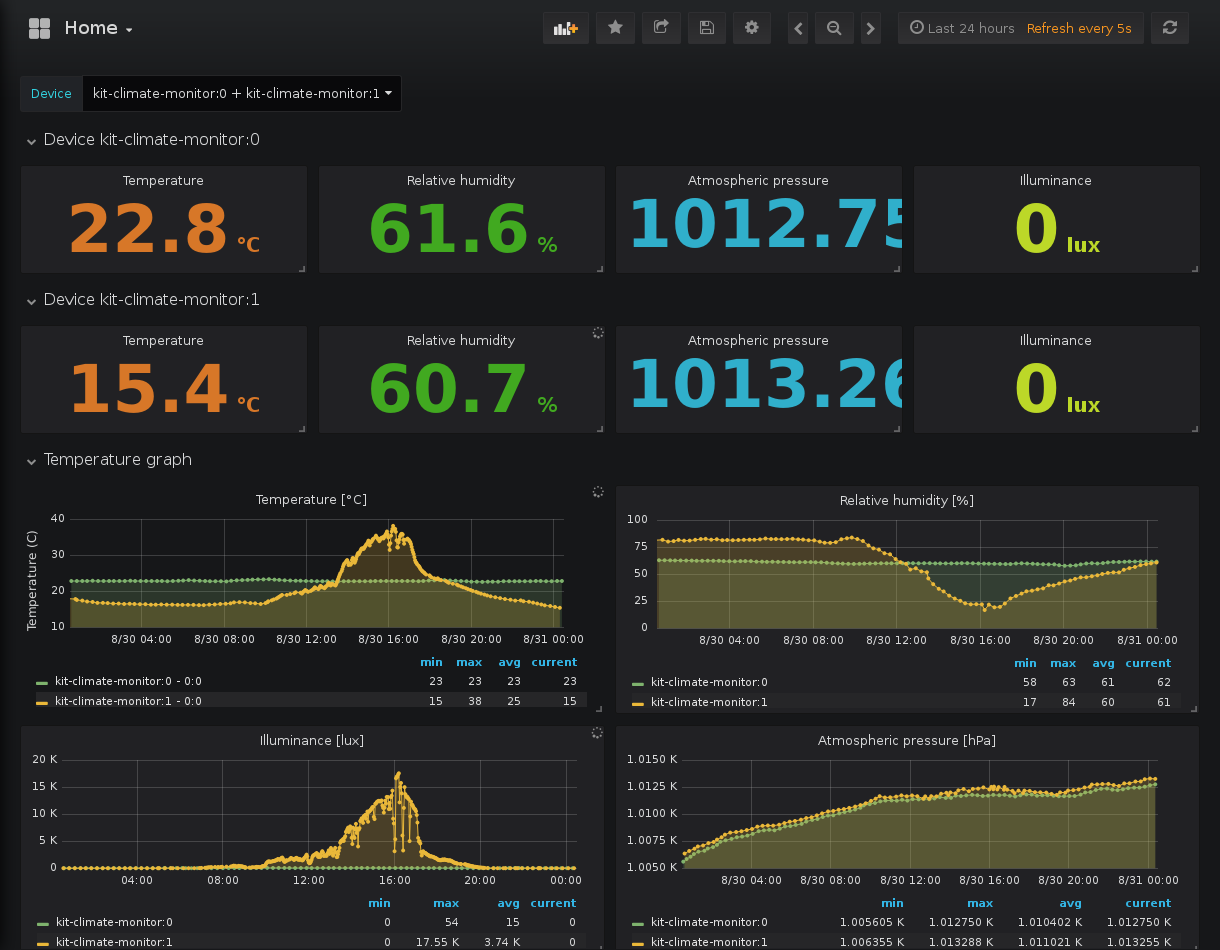 Home
Last 24 hours Refresh every 5s
Device kit-climate-monitor:0 + kit-climate-monitor:1
Device kit-climate-monitor:0
Temperature Relative humidity Atmospheric pressure Illuminance
22.8 °C 61.6 % 1012.75 0 lux
Device kit-climate-monitor:1
Temperature Relative humidity Atmospheric pressure Illuminance
15.4 °C 60.7 % 1013.26 0 lux
Temperature graph
Temperature [°C]
Temperature (C)
40
30
20
10
8/30 04:00 8/30 08:00 8/30 12:00 8/30 16:00 8/30 20:00 8/31 00:00
min max avg current
kit-climate-monitor:0 - 0:0 23 23 23 23
kit-climate-monitor:1 - 0:0 15 38 25 15
Relative humidity [%]
100
75
50
25
0
8/30 04:00 8/30 08:00 8/30 12:00 8/30 16:00 8/30 20:00 8/31 00:00
min max avg current
kit-climate-monitor:0 58 63 61 62
kit-climate-monitor:1 17 84 60 61
Illuminance [lux]
20 K
15 K
10 K
5 K
0
04:00 08:00 12:00 16:00 20:00 00:00
min max avg current
kit-climate-monitor:0 0 54 15 0
kit-climate-monitor:1 0 17.55 K 3.74 K 0
Atmospheric pressure [hPa]
1.0150 K
1.0125 K
1.0100 K
1.0075 K
1.0050 K
8/30 04:00 8/30 08:00 8/30 12:00 8/30 16:00 8/30 20:00 8/31 00:00
min max avg current
kit-climate-monitor:0 1.005605 K 1.012750 K 1.010402 K 1.012750 K
kit-climate-monitor:1 1.006355 K 1.013288 K 1.011021 K 1.013255 K